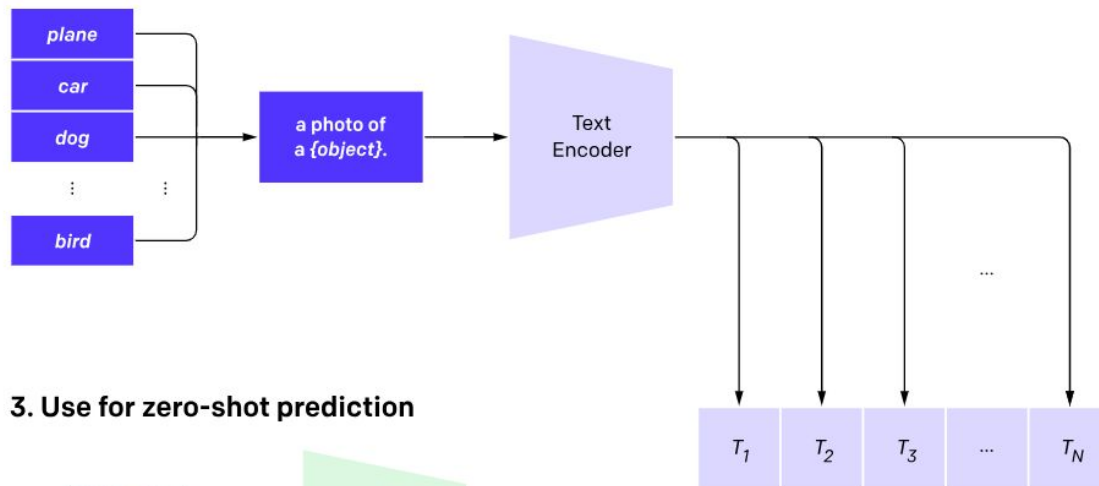 plane
car
dog
⋮ ⋮
bird
a photo of
a {object}.
Text
Encoder
...
3. Use for zero-shot prediction
T1 T2 T3 ... TN